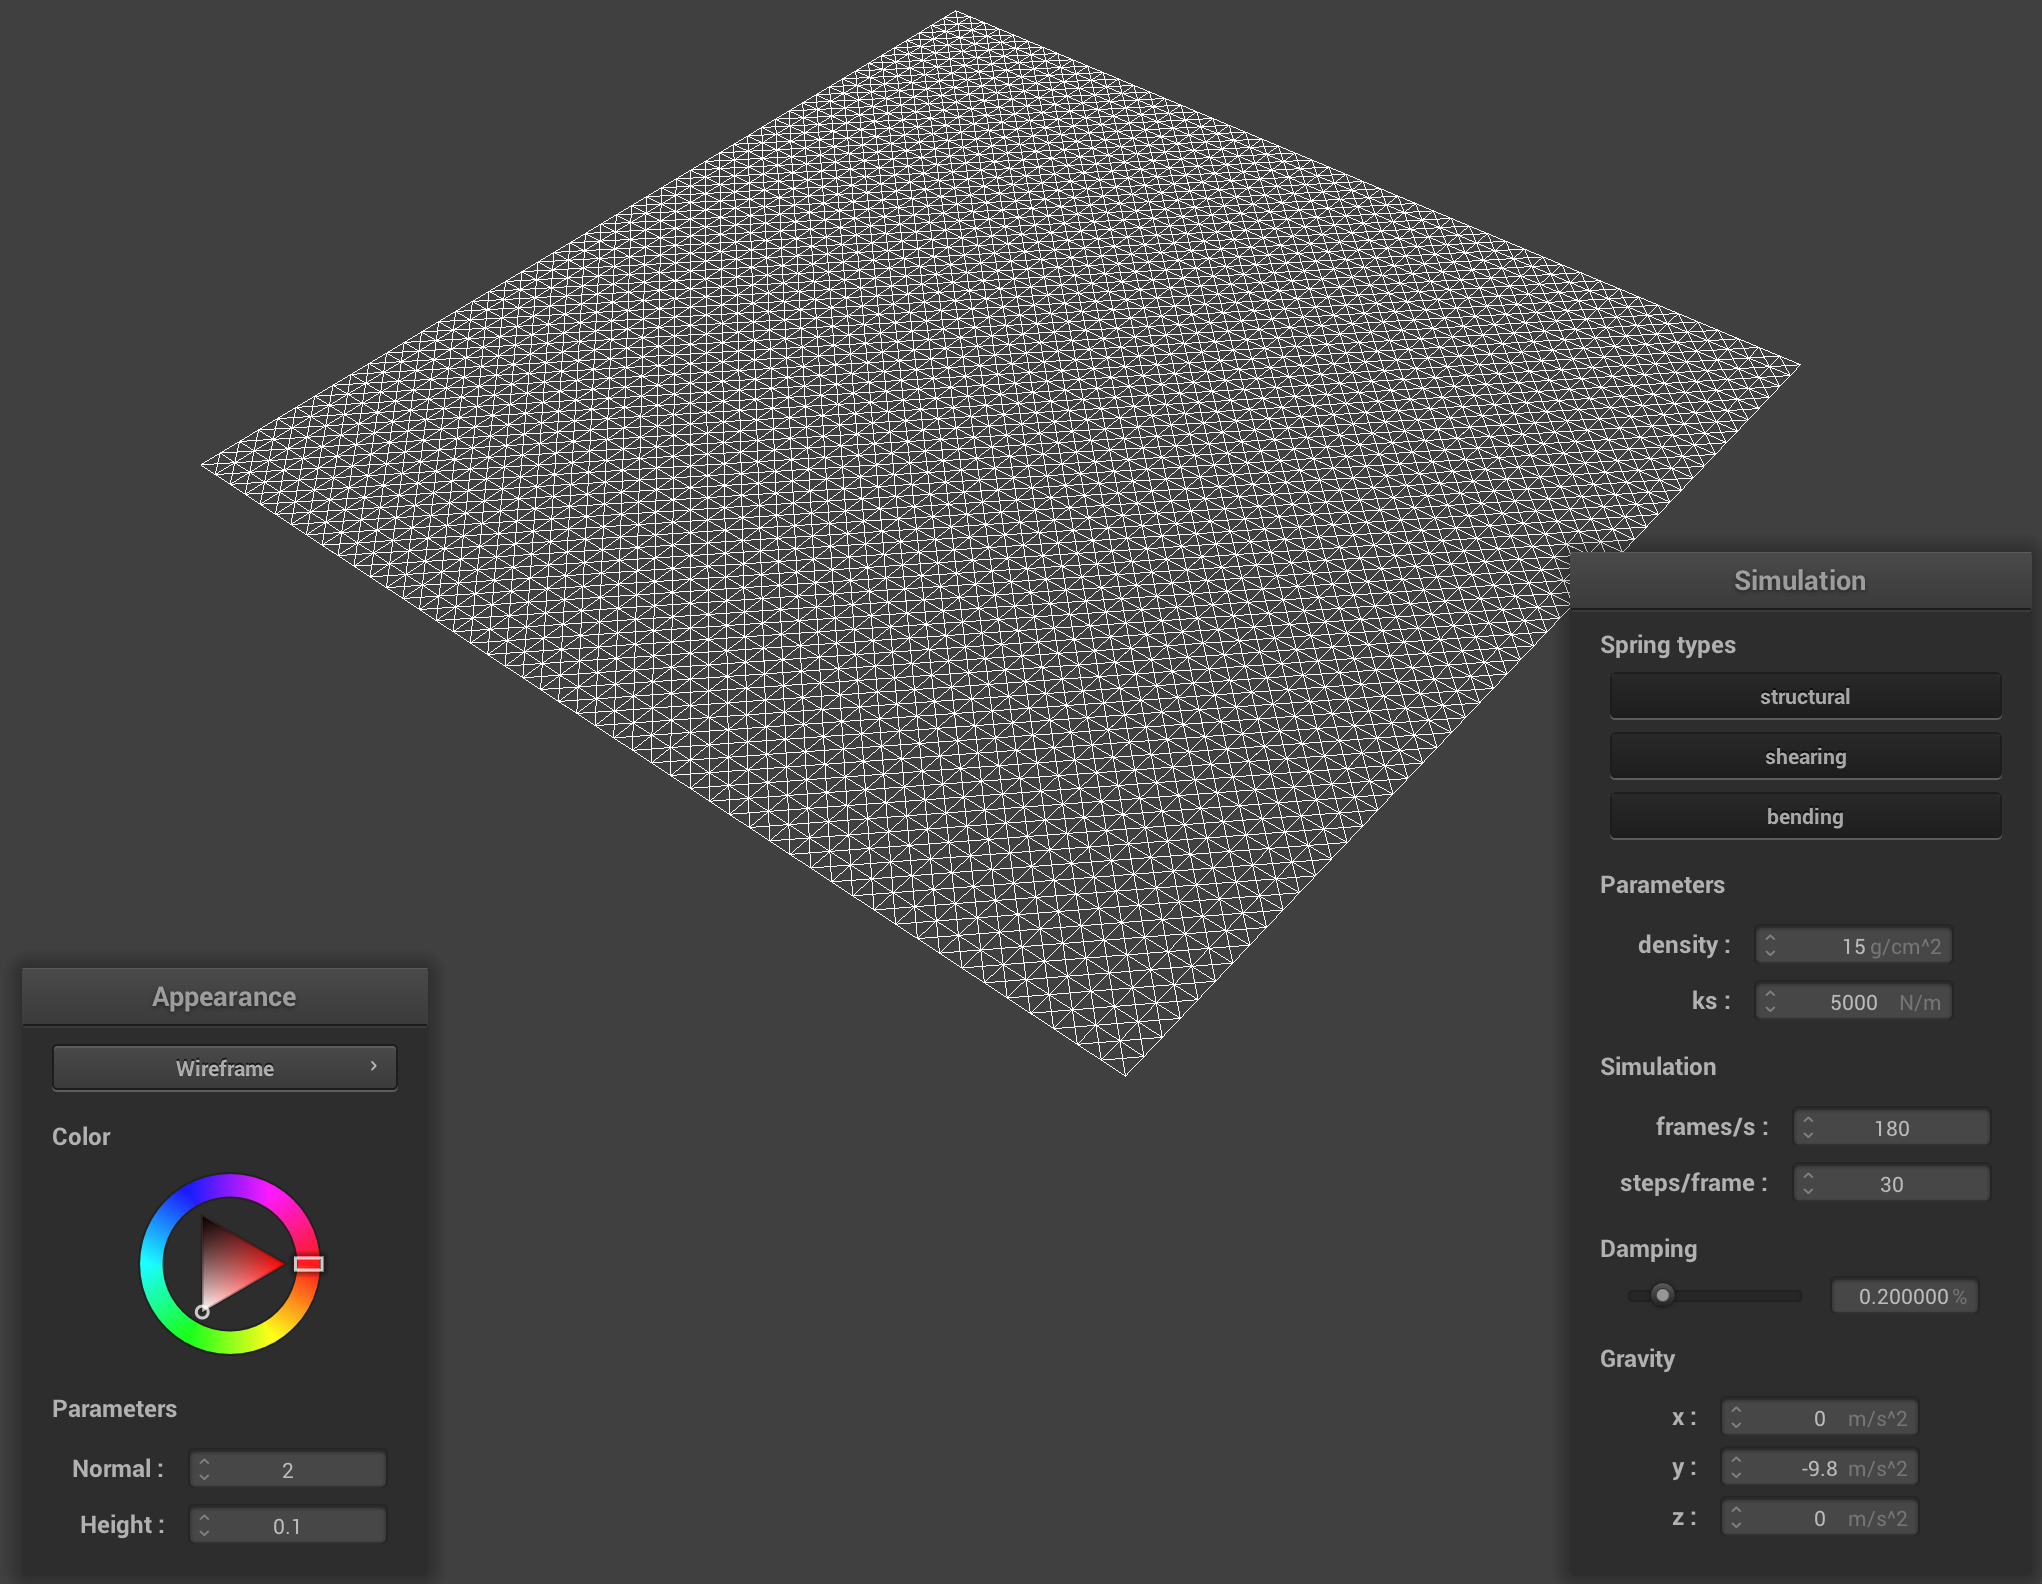 Appearance
Wireframe
Color
Parameters
Normal : 2
Height : 0.1
Simulation
Spring types
structural
shearing
bending
Parameters
density : 15 g/cm^2
ks : 5000 N/m
Simulation
frames/s : 180
steps/frame : 30
Damping
0.200000 %
Gravity
x : 0 m/s^2
y : -9.8 m/s^2
z : 0 m/s^2